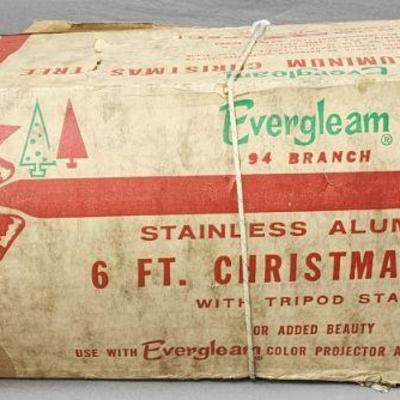 Evergleam
ALUMINUM CHRISTMAS TREE
Evergleam®
94 BRANCH
STAINLESS ALUM
6 FT. CHRISTMA
WITH TRIPOD STA
OR ADDED BEAUTY
USE WITH Evergleam COLOR PROJECTOR A